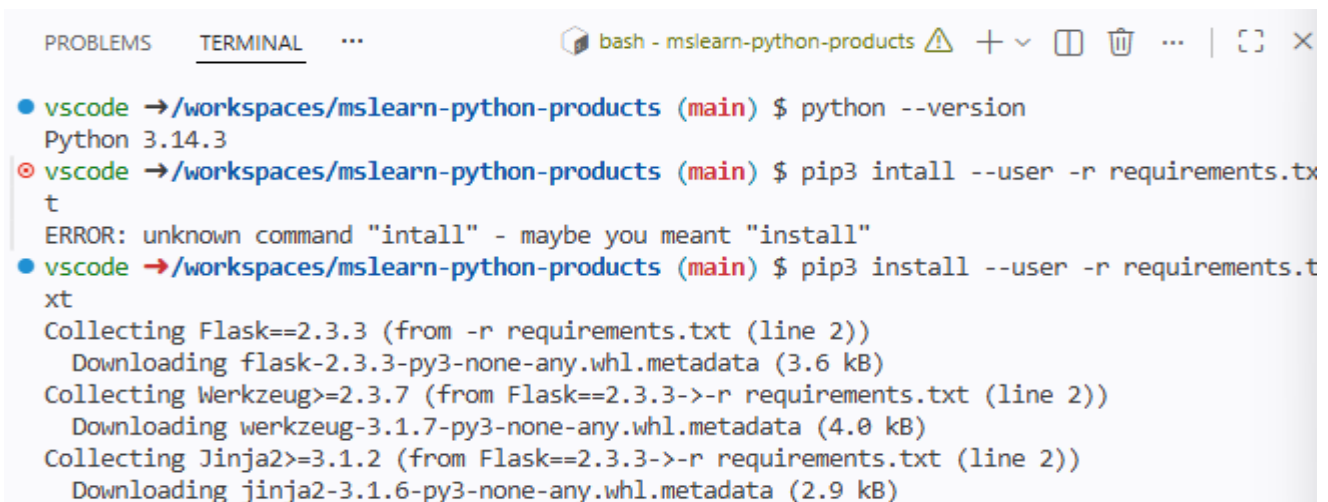 PROBLEMS TERMINAL ··· bash - mslearn-python-products
vscode →/workspaces/mslearn-python-products (main) $ python --version
Python 3.14.3
vscode →/workspaces/mslearn-python-products (main) $ pip3 intall --user -r requirements.tx
t
ERROR: unknown command "intall" - maybe you meant "install"
vscode →/workspaces/mslearn-python-products (main) $ pip3 install --user -r requirements.t
xt
Collecting Flask==2.3.3 (from -r requirements.txt (line 2))
  Downloading flask-2.3.3-py3-none-any.whl.metadata (3.6 kB)
Collecting Werkzeug>=2.3.7 (from Flask==2.3.3->-r requirements.txt (line 2))
  Downloading werkzeug-3.1.7-py3-none-any.whl.metadata (4.0 kB)
Collecting Jinja2>=3.1.2 (from Flask==2.3.3->-r requirements.txt (line 2))
  Downloading jinja2-3.1.6-py3-none-any.whl.metadata (2.9 kB)